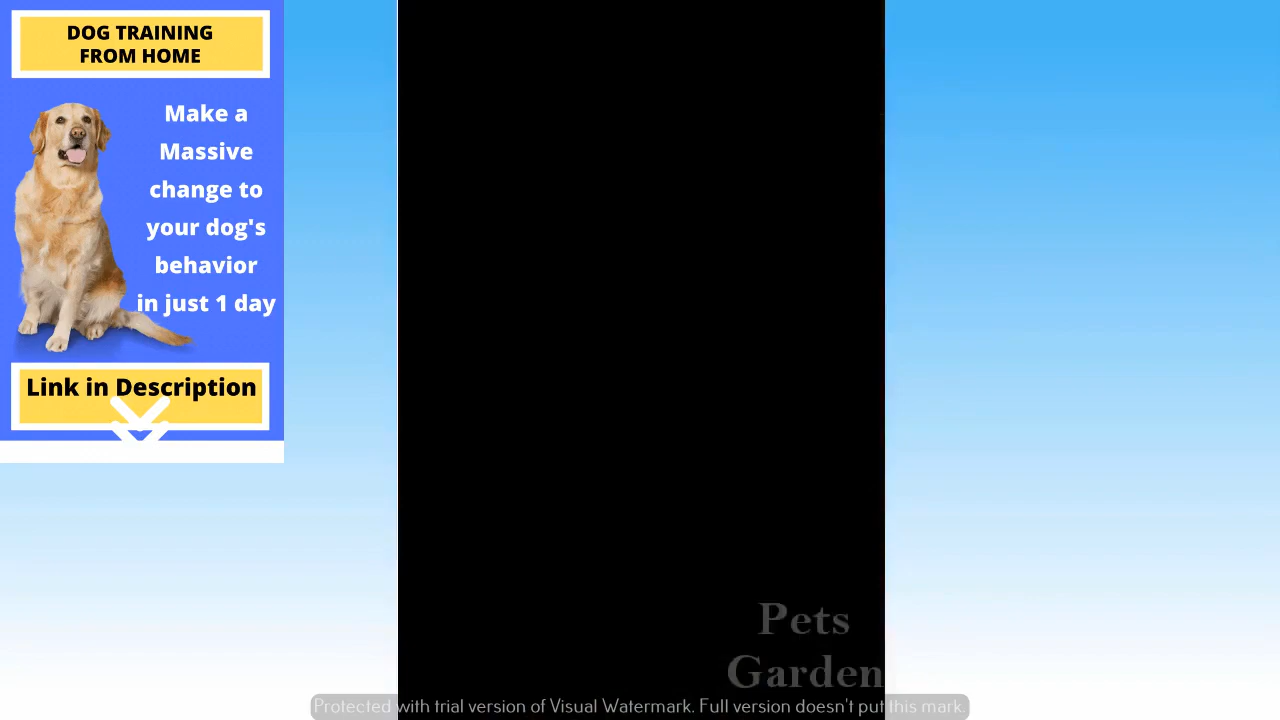 DOG TRAINING
FROM HOME
Make a
Massive
change to
your dog's
behavior
in just 1 day
Link in Description
Pets
Garden
Protected with trial version of Visual Watermark. Full version doesn't put this mark.